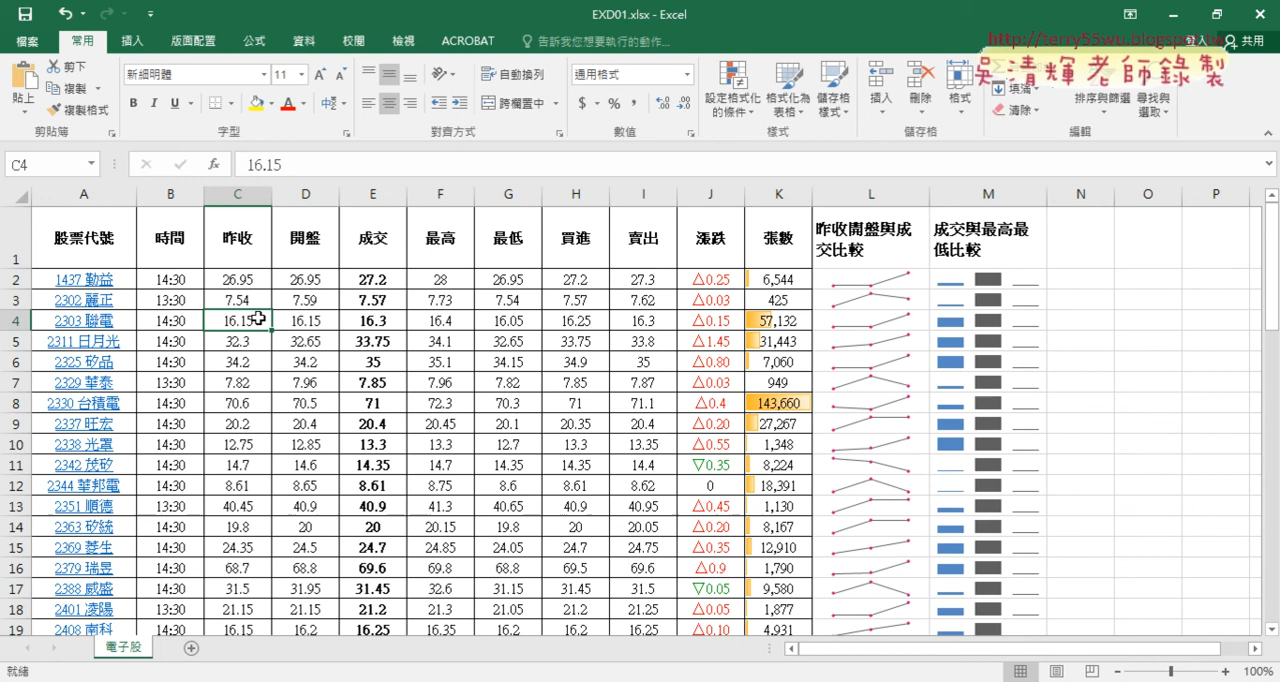 EXD01.xlsx - Excel
http://terry55wu.blogspot.tw
吳清輝老師錄製
檔案 常用 插入 版面配置 公式 資料 校閱 檢視 ACROBAT 告訴我您想要執行的動作... 登入 共用
貼上 剪下 複製 複製格式 剪貼簿
新細明體 11 B I U 字型
自動換列 跨欄置中 對齊方式
通用格式 $ % , 數值
設定格式化的條件 格式化為表格 儲存格樣式 樣式
插入 刪除 格式 儲存格
填滿 清除 排序與篩選 尋找與選取 編輯
C4 fx 16.15
A B C D E F G H I J K L M N O P
1 股票代號 時間 昨收 開盤 成交 最高 最低 買進 賣出 漲跌 張數 昨收開盤與成交比較 成交與最高最低比較
2 1437 勤益 14:30 26.95 26.95 27.2 28 26.95 27.2 27.3 △0.25 6,544
3 2302 麗正 13:30 7.54 7.59 7.57 7.73 7.54 7.57 7.62 △0.03 425
4 2303 聯電 14:30 16.15 16.15 16.3 16.4 16.05 16.25 16.3 △0.15 57,132
5 2311 日月光 14:30 32.3 32.65 33.75 34.1 32.65 33.75 33.8 △1.45 31,443
6 2325 矽品 14:30 34.2 34.2 35 35.1 34.15 34.9 35 △0.80 7,060
7 2329 華泰 13:30 7.82 7.96 7.85 7.96 7.82 7.85 7.87 △0.03 949
8 2330 台積電 14:30 70.6 70.5 71 72.3 70.3 71 71.1 △0.4 143,660
9 2337 旺宏 14:30 20.2 20.4 20.4 20.45 20.1 20.35 20.4 △0.20 27,267
10 2338 光罩 14:30 12.75 12.85 13.3 13.3 12.7 13.3 13.35 △0.55 1,348
11 2342 茂矽 14:30 14.7 14.6 14.35 14.7 14.35 14.35 14.4 ▽0.35 8,224
12 2344 華邦電 14:30 8.61 8.65 8.61 8.75 8.6 8.61 8.62 0 18,391
13 2351 順德 14:30 40.45 40.9 40.9 41.3 40.65 40.9 40.95 △0.45 1,130
14 2363 矽統 14:30 19.8 20 20 20.15 19.8 20 20.05 △0.20 8,167
15 2369 菱生 14:30 24.35 24.5 24.7 24.85 24.05 24.7 24.75 △0.35 12,910
16 2379 瑞昱 14:30 68.7 68.8 69.6 69.8 68.8 69.5 69.6 △0.9 1,790
17 2388 威盛 14:30 31.5 31.95 31.45 32.6 31.15 31.45 31.5 ▽0.05 9,580
18 2401 凌陽 13:30 21.15 21.15 21.2 21.3 21.05 21.2 21.25 △0.05 1,877
19 2408 南科 14:30 16.15 16.2 16.25 16.35 16.2 16.2 16.25 △0.10 4,931
電子股
就緒 100%